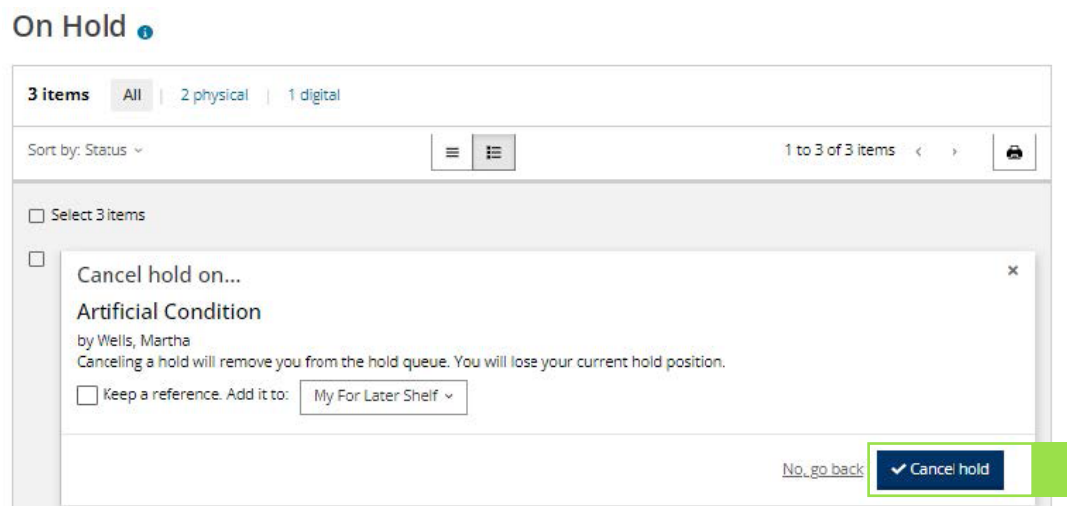 On Hold
3 items All | 2 physical | 1 digital
Sort by: Status 1 to 3 of 3 items
Select 3 items
Cancel hold on...
Artificial Condition
by Wells, Martha
Canceling a hold will remove you from the hold queue. You will lose your current hold position.
Keep a reference. Add it to: My For Later Shelf
No, go back Cancel hold